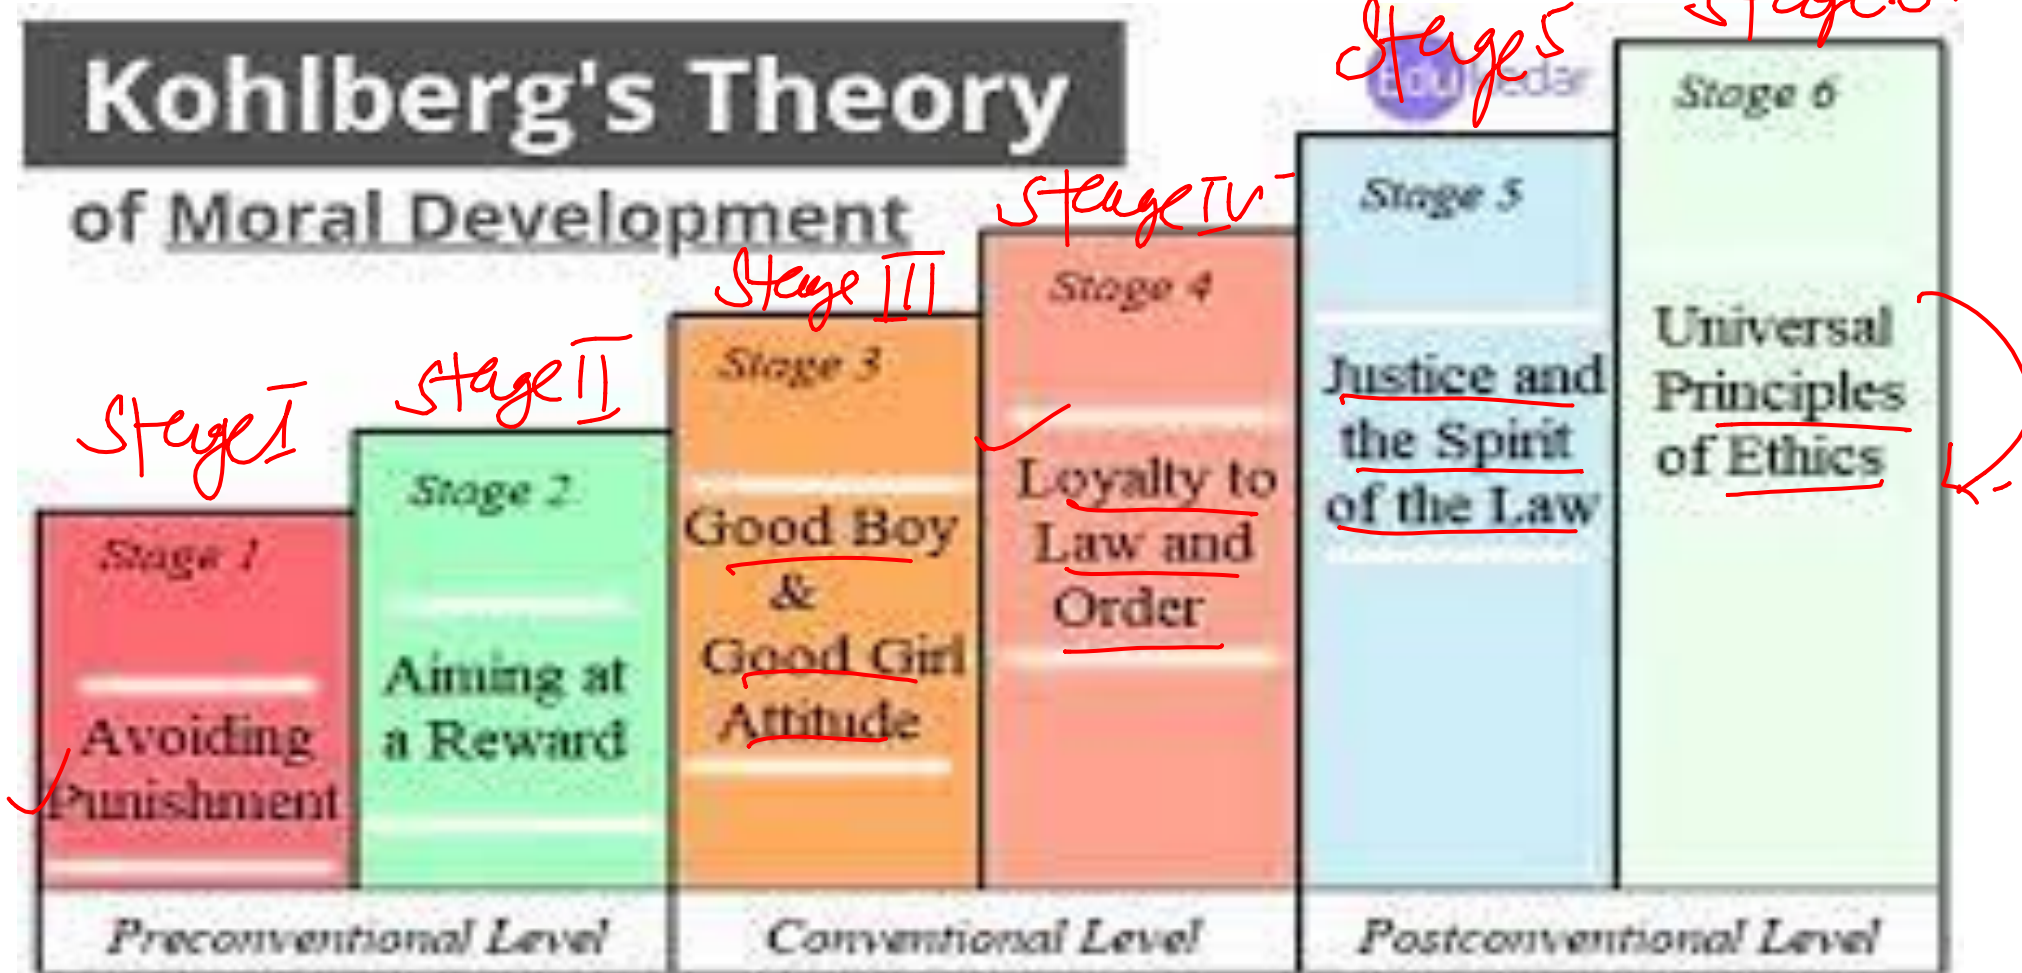 Kohlberg's Theory
of Moral Development
Stage I
Stage 1
Avoiding
Punishment
Stage II
Stage 2
Aiming at
a Reward
Stage III
Stage 3
Good Boy
&
Good Girl
Attitude
Stage IV
Stage 4
Loyalty to
Law and
Order
Stage 5
Stage 5
Justice and
the Spirit
of the Law
Stage 6
Stage 6
Universal
Principles
of Ethics
Preconventional Level
Conventional Level
Postconventional Level